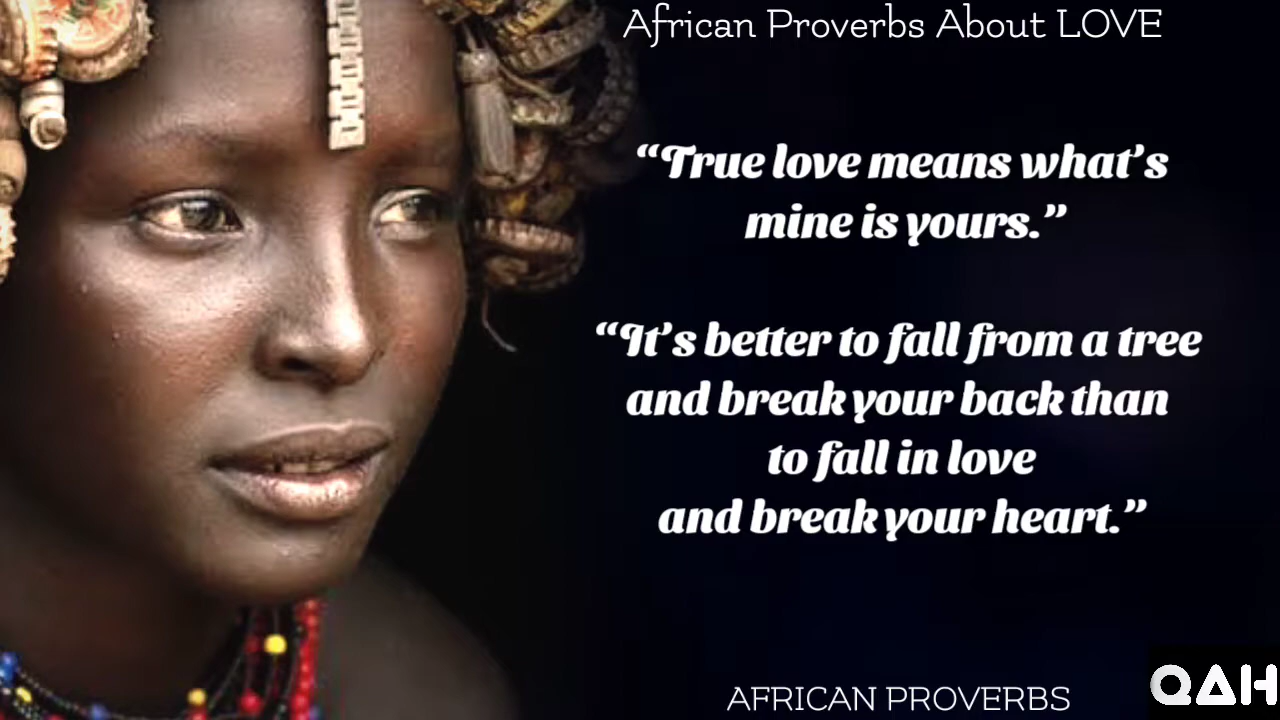 African Proverbs About LOVE
“True love means what’s
mine is yours.”
“It’s better to fall from a tree
and break your back than
to fall in love
and break your heart.”
AFRICAN PROVERBS
QAH